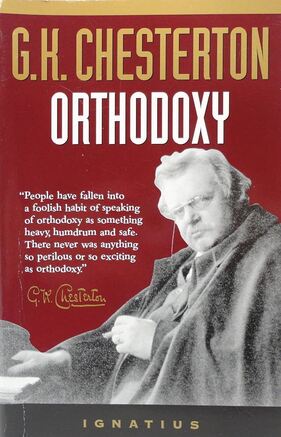 G.K. CHESTERTON
ORTHODOXY
“People have fallen into
a foolish habit of speaking
of orthodoxy as something
heavy, humdrum and safe.
There never was anything
so perilous or so exciting
as orthodoxy.”
G.K. Chesterton
IGNATIUS